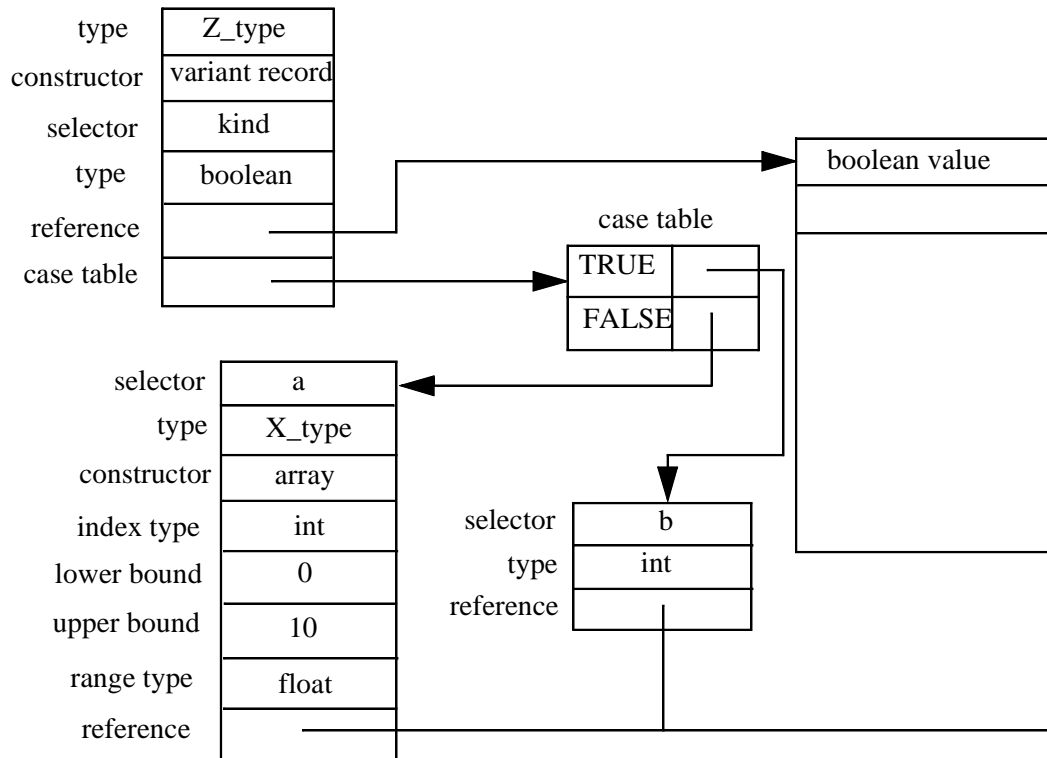 type Z_type
constructor variant record
selector kind
type boolean
reference
case table
boolean value
case table
TRUE
FALSE
selector a
type X_type
constructor array
index type int
lower bound 0
upper bound 10
range type float
reference
selector b
type int
reference